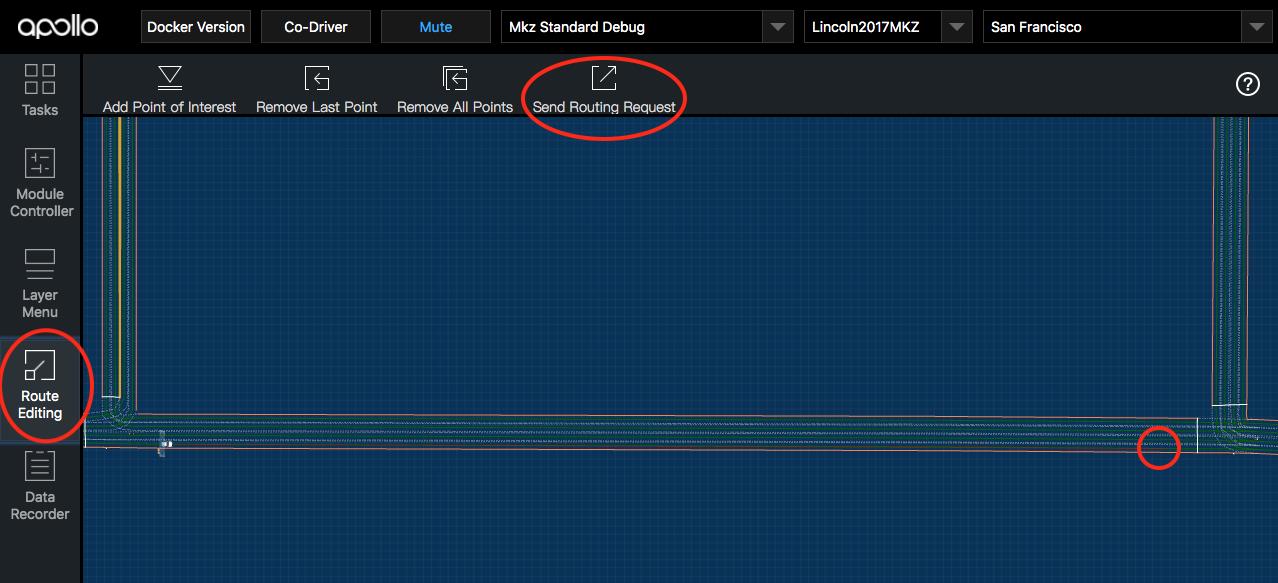 apollo
Docker Version
Co-Driver
Mute
Mkz Standard Debug
Lincoln2017MKZ
San Francisco
Tasks
Module
Controller
Layer
Menu
Route
Editing
Data
Recorder
Add Point of Interest
Remove Last Point
Remove All Points
Send Routing Request
?